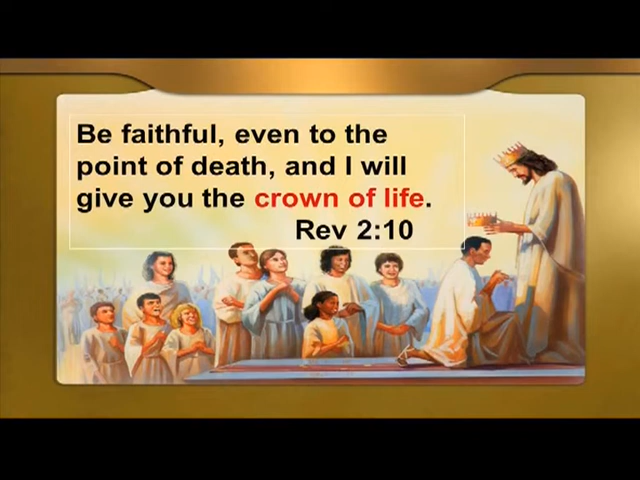 Be faithful, even to the
point of death, and I will
give you the crown of life.
Rev 2:10